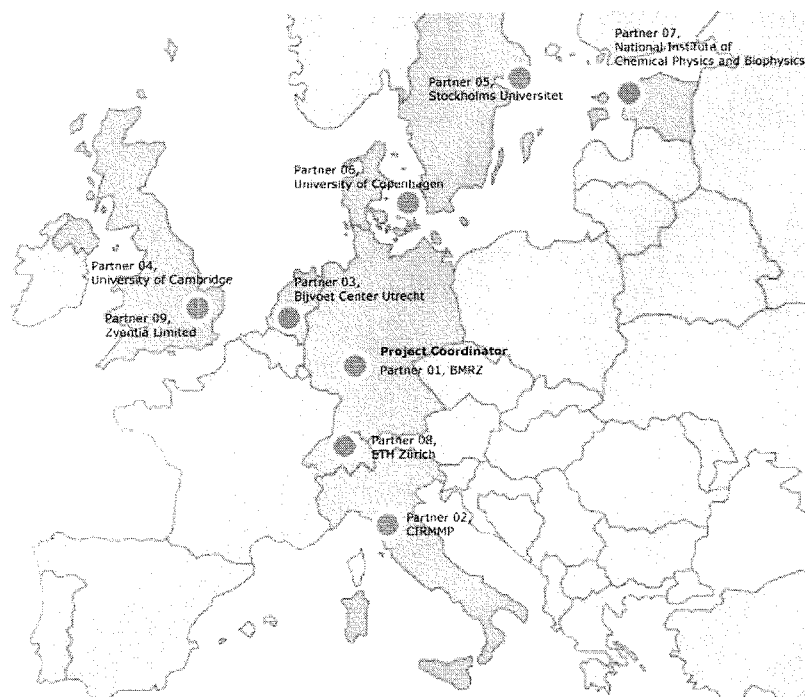 Partner 07,
National Institute of
Chemical Physics and Biophysics
Partner 05,
Stockholms Universitet
Partner 06,
University of Copenhagen
Partner 04,
University of Cambridge
Partner 03,
Bijvoet Center Utrecht
Partner 09,
Zyentia Limited
Project Coordinator
Partner 01, BMRZ
Partner 08,
ETH Zürich
Partner 02,
CIRMMP